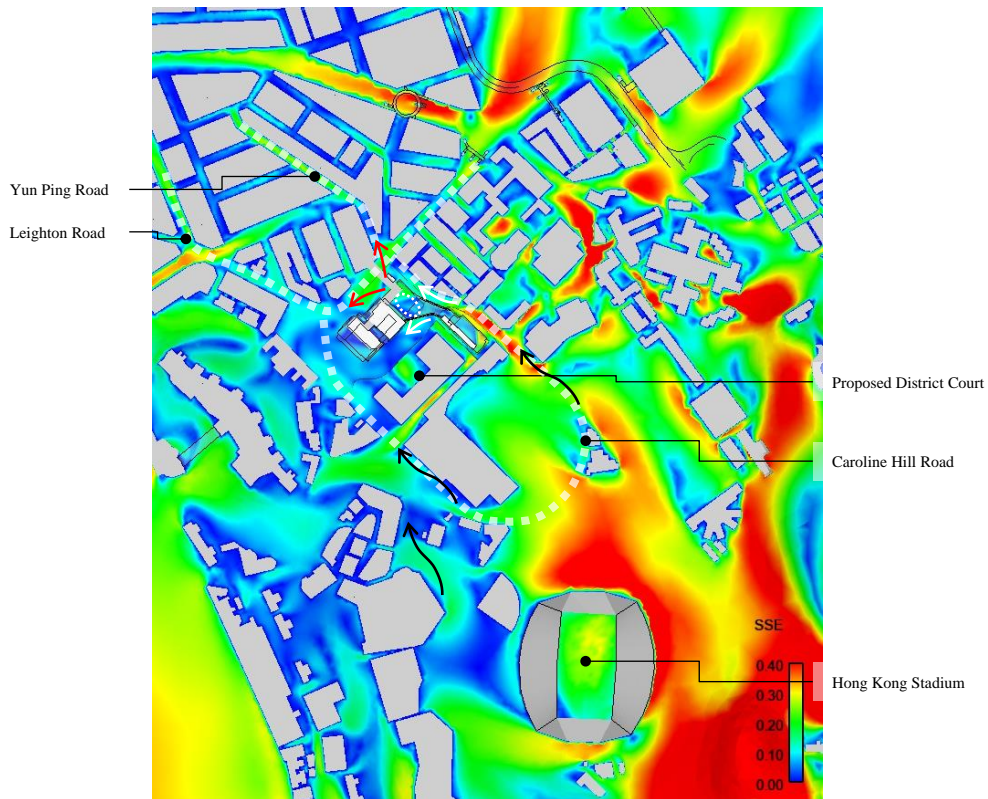 Yun Ping Road
Leighton Road
Proposed District Court
Caroline Hill Road
Hong Kong Stadium
SSE
0.40
0.30
0.20
0.10
0.00